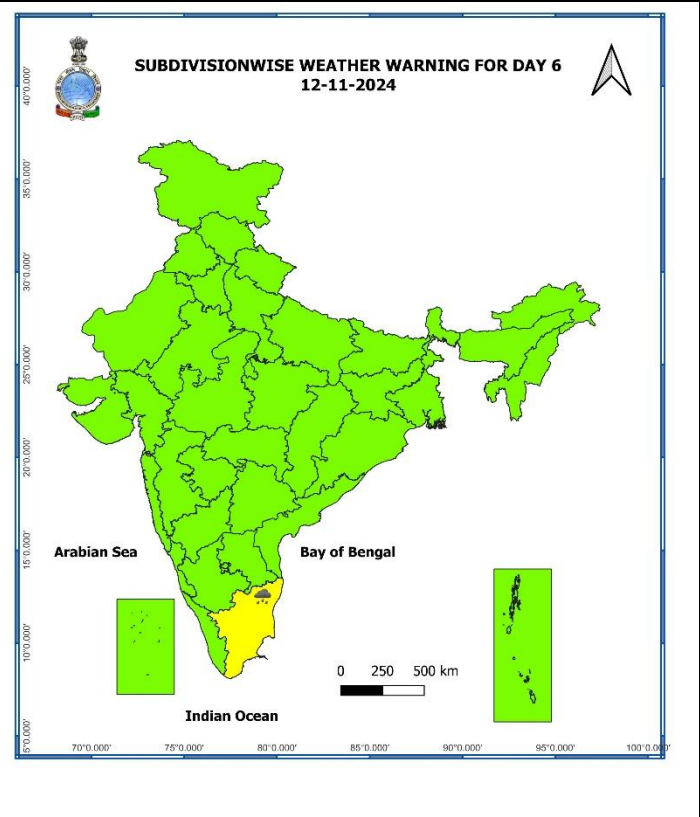 SUBDIVISIONWISE WEATHER WARNING FOR DAY 6
12-11-2024
40°0.000'
35°0.000'
30°0.000'
25°0.000'
20°0.000'
15°0.000'
10°0.000'
5°0.000'
Arabian Sea
Bay of Bengal
0 250 500 km
Indian Ocean
70°0.000' 75°0.000' 80°0.000' 85°0.000' 90°0.000' 95°0.000' 100°0.000'